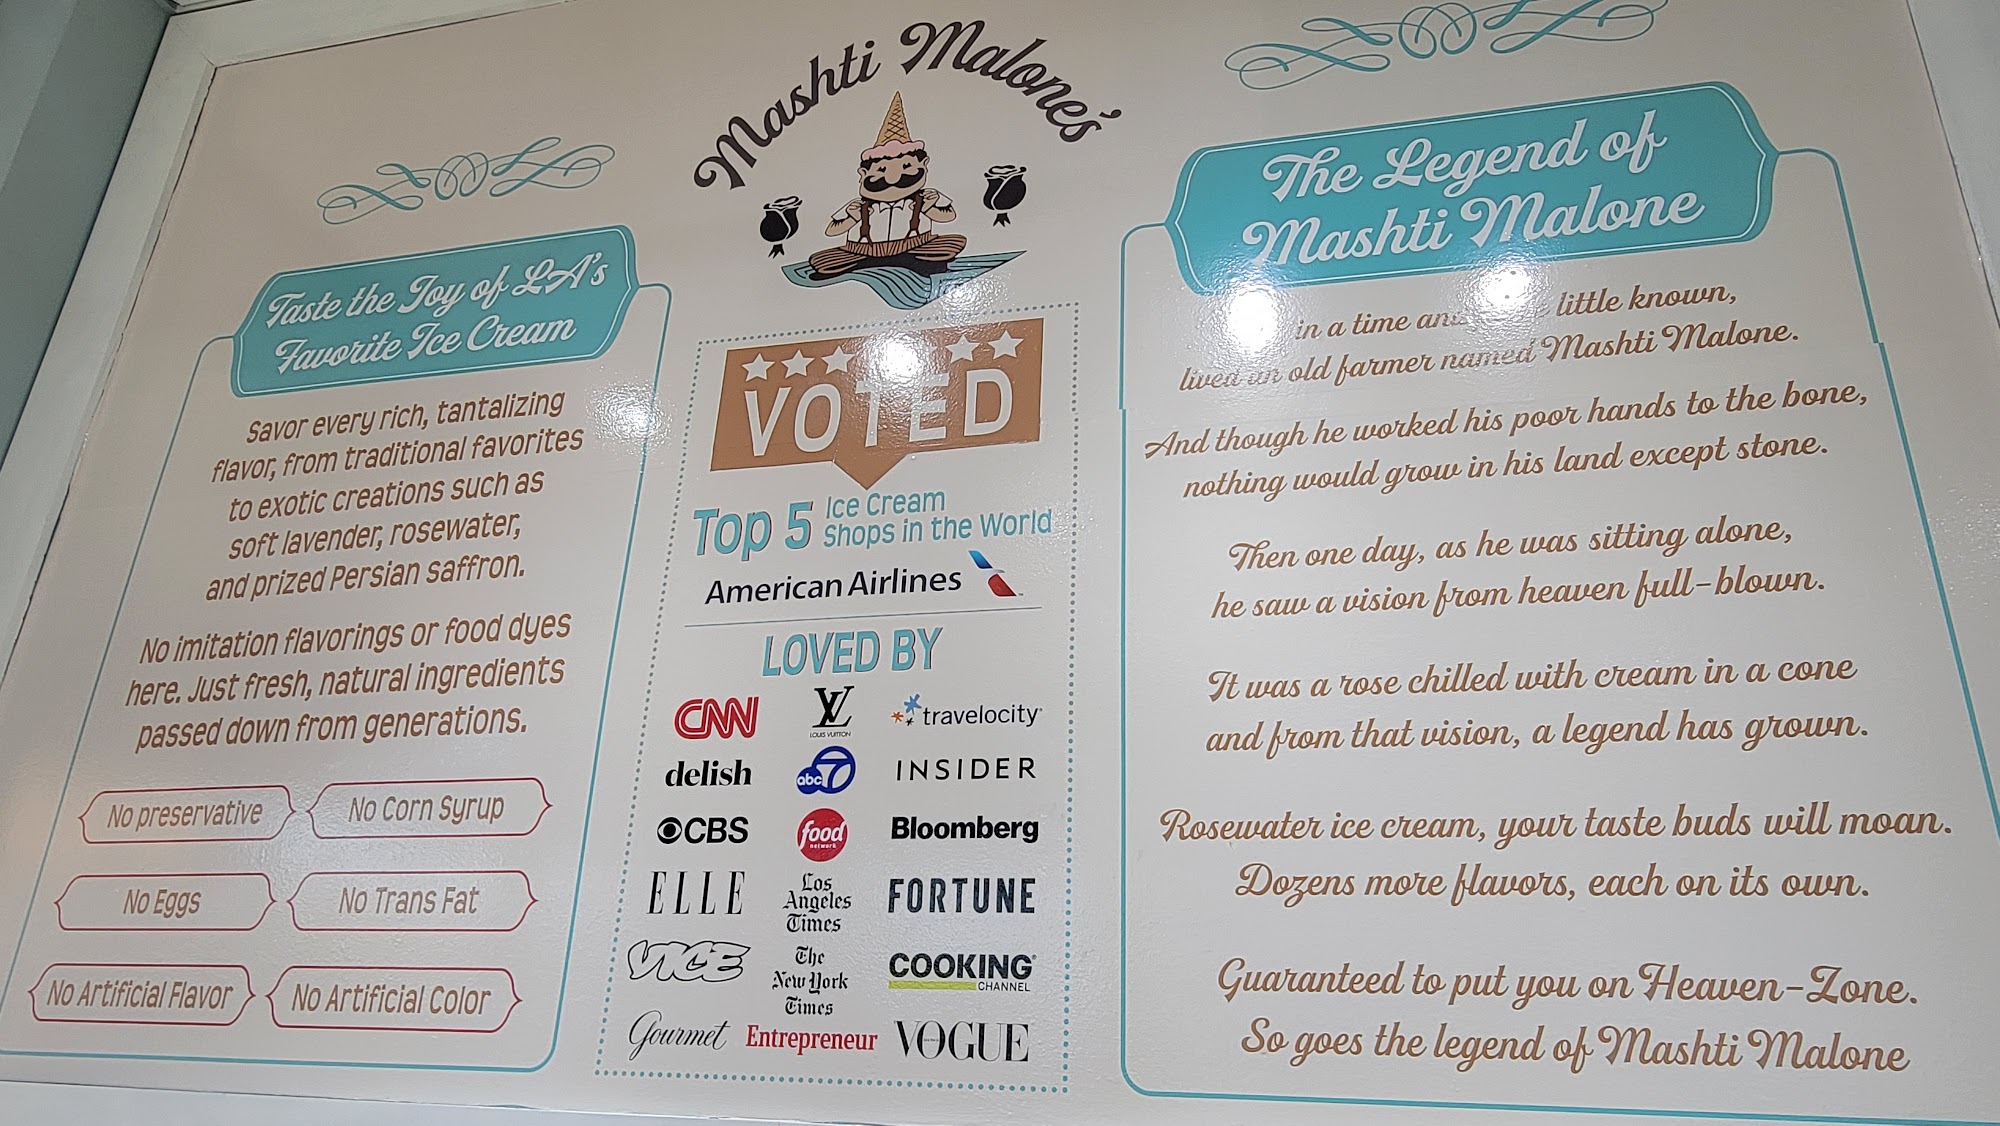 Mashti Malone's
Taste the Joy of LA's
Favorite Ice Cream
Savor every rich, tantalizing
flavor, from traditional favorites
to exotic creations such as
soft lavender, rosewater,
and prized Persian saffron.
No imitation flavorings or food dyes
here. Just fresh, natural ingredients
passed down from generations.
No preservative
No Corn Syrup
No Eggs
No Trans Fat
No Artificial Flavor
No Artificial Color
VOTED
Top 5 Ice Cream
Shops in the World
American Airlines
LOVED BY
CNN
LV
LOUIS VUITTON
travelocity
delish
abc 7
INSIDER
CBS
food
network
Bloomberg
ELLE
Los
Angeles
Times
FORTUNE
VICE
The
New York
Times
COOKING
CHANNEL
Gourmet
Entrepreneur
VOGUE
The Legend of
Mashti Malone
in a time little known,
lived an old farmer named Mashti Malone.
And though he worked his poor hands to the bone,
nothing would grow in his land except stone.
Then one day, as he was sitting alone,
he saw a vision from heaven full-blown.
It was a rose chilled with cream in a cone
and from that vision, a legend has grown.
Rosewater ice cream, your taste buds will moan.
Dozens more flavors, each on its own.
Guaranteed to put you on Heaven-Zone.
So goes the legend of Mashti Malone